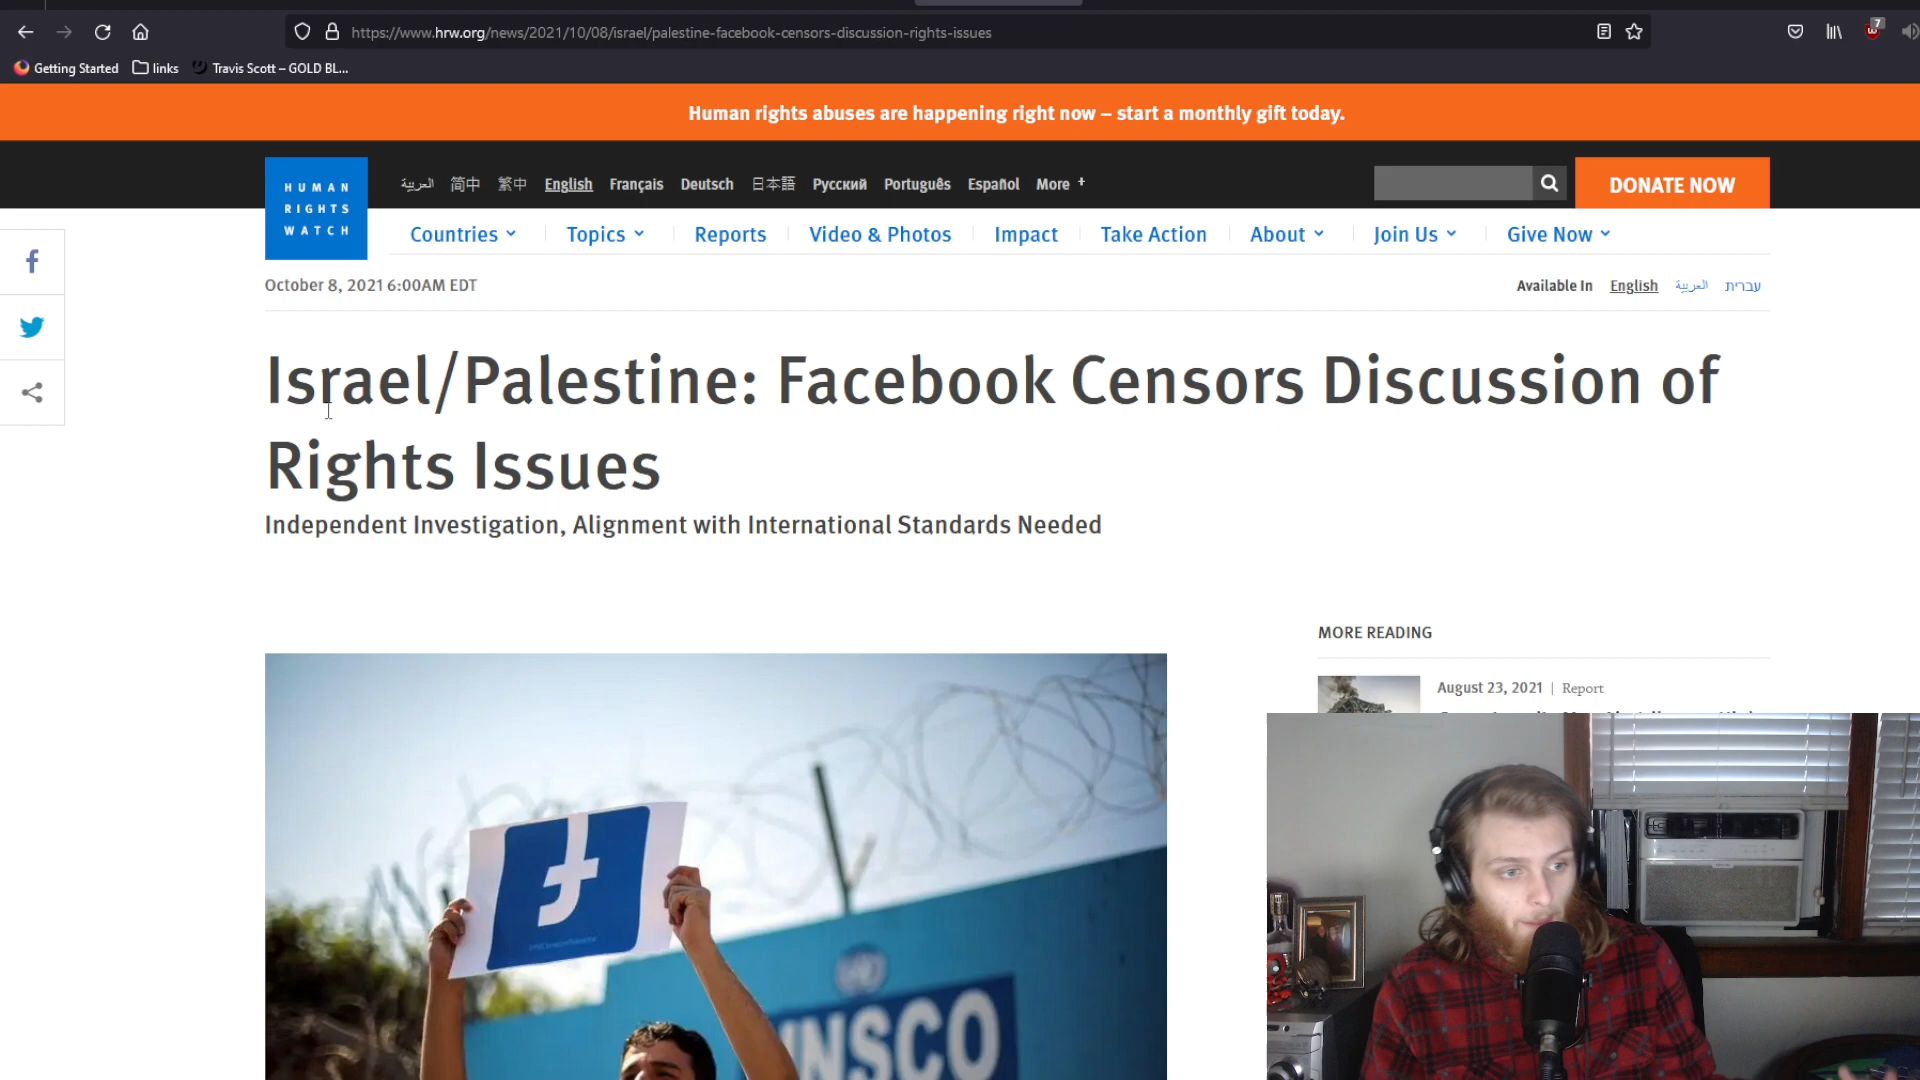 https://www.hrw.org/news/2021/10/08/israel/palestine-facebook-censors-discussion-rights-issues
7
Getting Started links Travis Scott – GOLD BL...
Human rights abuses are happening right now – start a monthly gift today.
HUMAN
RIGHTS
WATCH
العربية 简中 繁中 English Français Deutsch 日本語 Русский Português Español More +
DONATE NOW
Countries Topics Reports Video & Photos Impact Take Action About Join Us Give Now
October 8, 2021 6:00AM EDT
Available In English العربية עברית
Israel/Palestine: Facebook Censors Discussion of
Rights Issues
Independent Investigation, Alignment with International Standards Needed
MORE READING
August 23, 2021 | Report
NSCO